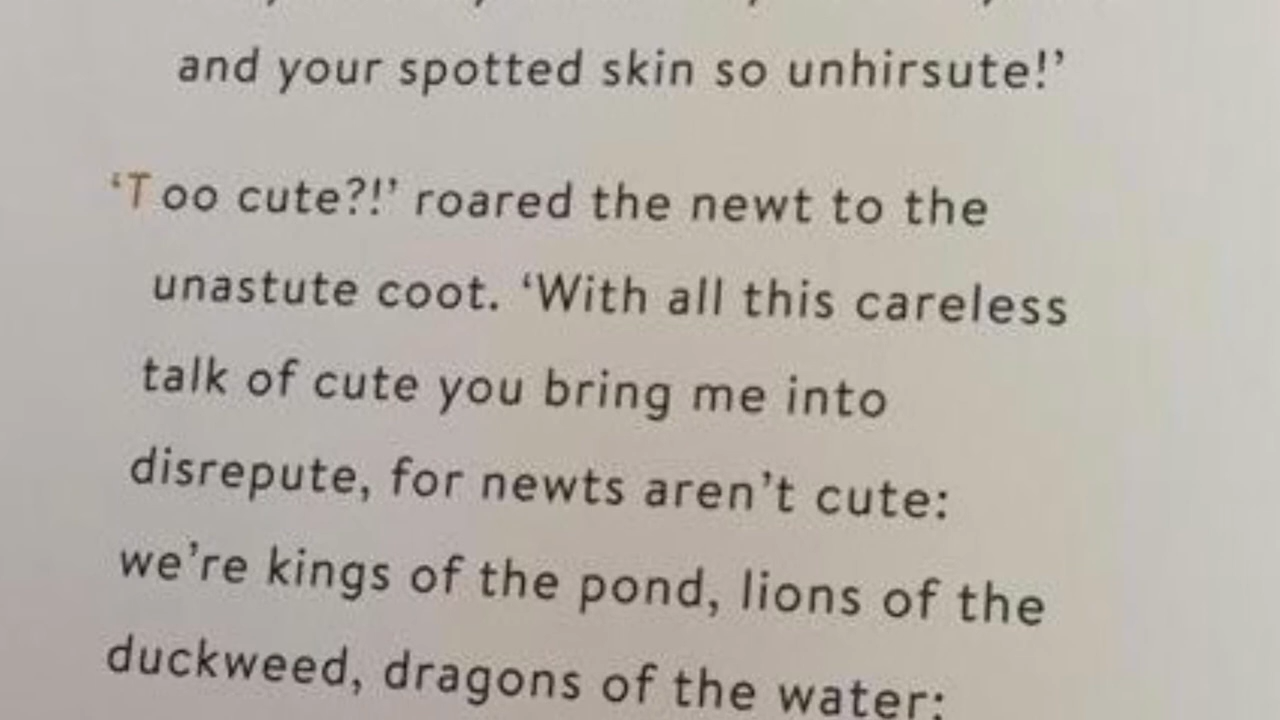 and your spotted skin so unhirsute!’
‘Too cute?!’ roared the newt to the
unastute coot. ‘With all this careless
talk of cute you bring me into
disrepute, for newts aren’t cute:
we’re kings of the pond, lions of the
duckweed, dragons of the water: